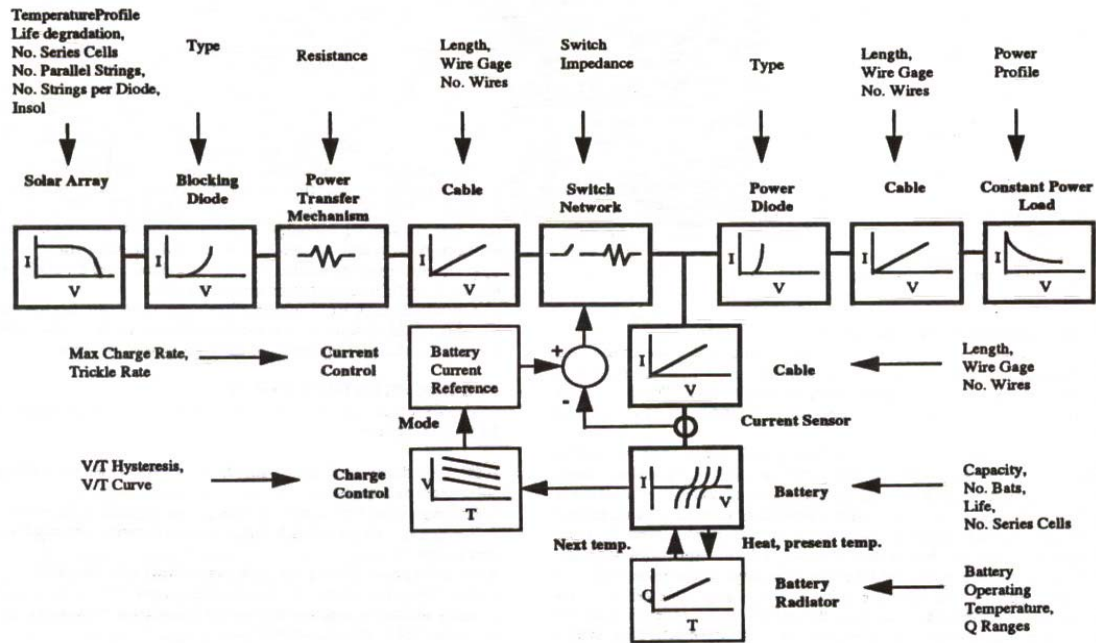 TemperatureProfile
Life degradation,
No. Series Cells
No. Parallel Strings,
No. Strings per Diode,
Insol
Type
Resistance
Length,
Wire Gage
No. Wires
Switch
Impedance
Type
Length,
Wire Gage
No. Wires
Power
Profile
Solar Array
Blocking
Diode
Power
Transfer
Mechanism
Cable
Switch
Network
Power
Diode
Cable
Constant Power
Load
I
V
I
V
I
V
I
V
I
V
I
V
Max Charge Rate,
Trickle Rate
Current
Control
Battery
Current
Reference
+
-
I
V
Cable
Length,
Wire Gage
No. Wires
Mode
Current Sensor
V/T Hysteresis,
V/T Curve
Charge
Control
V
T
I
V
Battery
Capacity,
No. Bats,
Life,
No. Series Cells
Next temp.
Heat, present temp.
Q
T
Battery
Radiator
Battery
Operating
Temperature,
Q Ranges